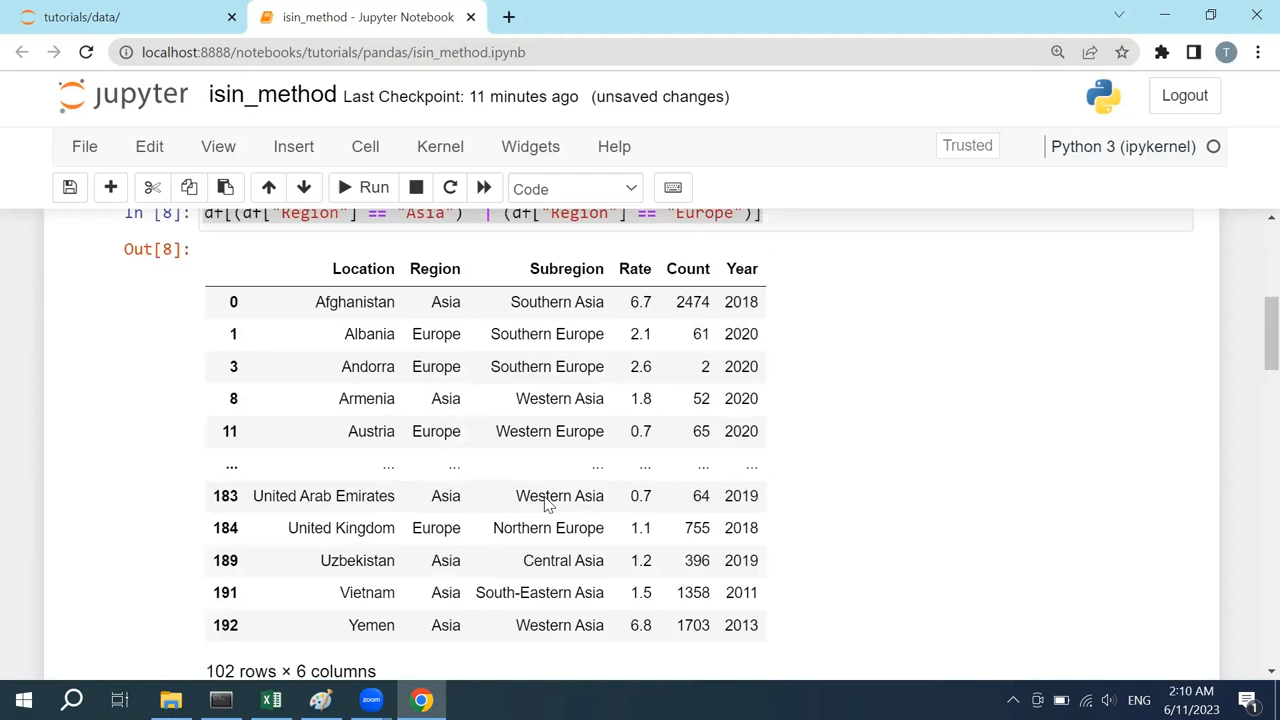 tutorials/data/
isin_method - Jupyter Notebook
localhost:8888/notebooks/tutorials/pandas/isin_method.ipynb
T
jupyter isin_method Last Checkpoint: 11 minutes ago (unsaved changes)
Logout
File Edit View Insert Cell Kernel Widgets Help
Trusted
Python 3 (ipykernel)
Run
Code
In [8]: df[(df["Region"] == "Asia") | (df["Region"] == "Europe")]
Out[8]:
Location Region Subregion Rate Count Year
0 Afghanistan Asia Southern Asia 6.7 2474 2018
1 Albania Europe Southern Europe 2.1 61 2020
3 Andorra Europe Southern Europe 2.6 2 2020
8 Armenia Asia Western Asia 1.8 52 2020
11 Austria Europe Western Europe 0.7 65 2020
... ... ... ... ... ... ...
183 United Arab Emirates Asia Western Asia 0.7 64 2019
184 United Kingdom Europe Northern Europe 1.1 755 2018
189 Uzbekistan Asia Central Asia 1.2 396 2019
191 Vietnam Asia South-Eastern Asia 1.5 1358 2011
192 Yemen Asia Western Asia 6.8 1703 2013
102 rows × 6 columns
zoom
ENG
2:10 AM
6/11/2023
1